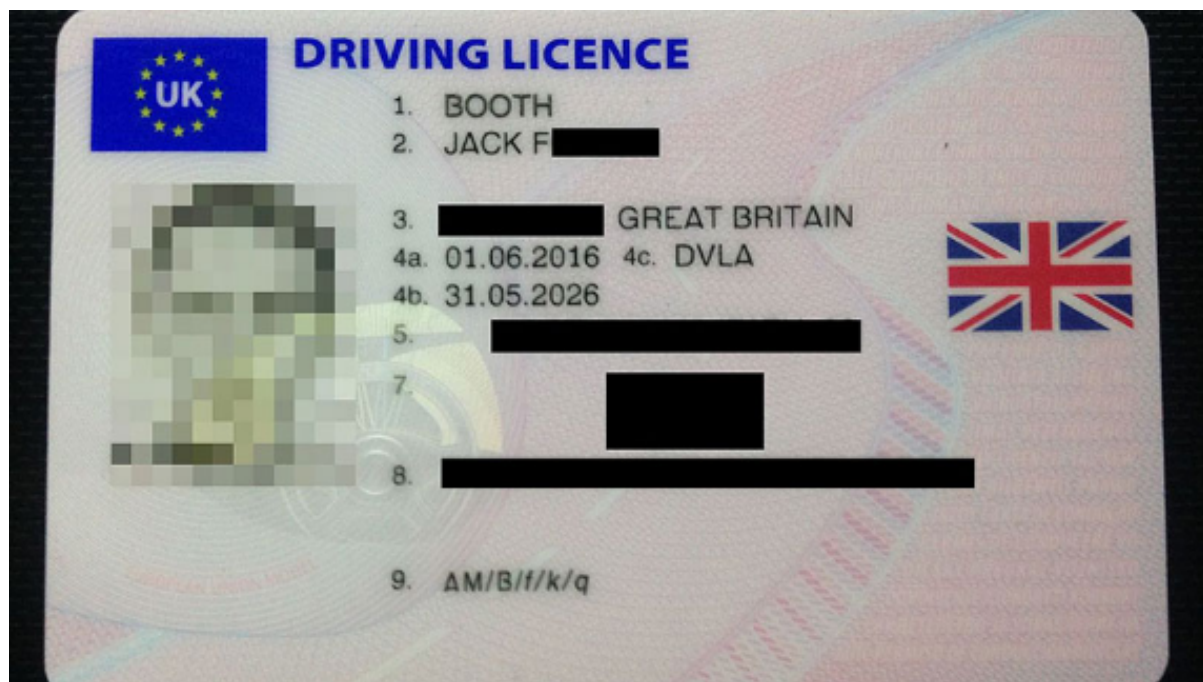 UK
DRIVING LICENCE
1. BOOTH
2. JACK F
3. GREAT BRITAIN
4a. 01.06.2016 4c. DVLA
4b. 31.05.2026
5.
7.
8.
9. AM/B/f/k/q